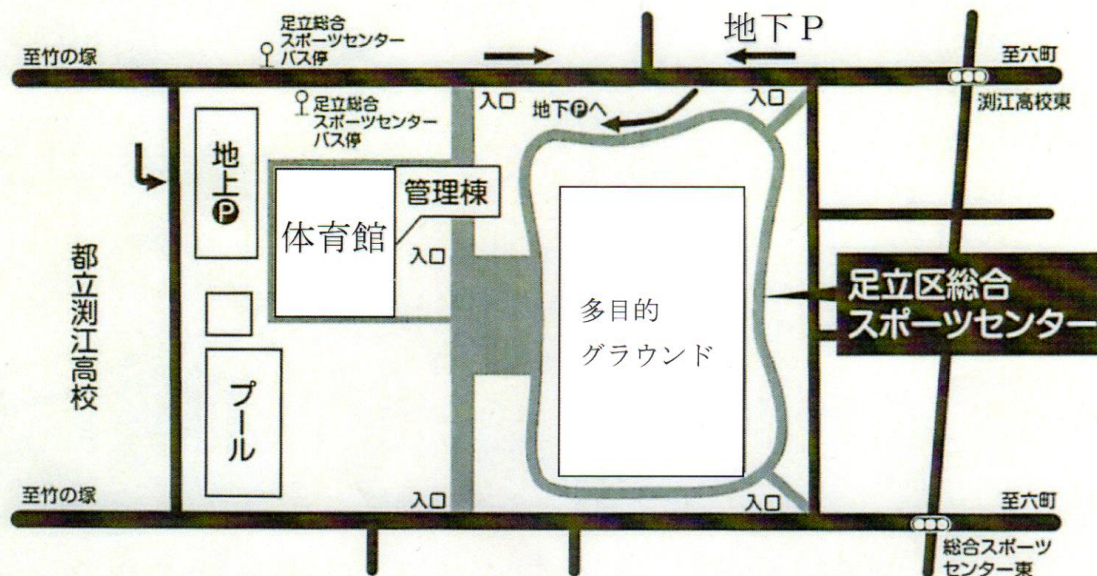 足立総合
スポーツセンター
バス停
地下P
至竹の塚
至六町
足立総合
スポーツセンター
バス停
入口
地下Pへ
入口
渕江高校東
地上P
管理棟
体育館
入口
都立渕江高校
足立区総合
スポーツセンター
多目的
グラウンド
プール
至竹の塚
入口
入口
至六町
総合スポーツ
センター東